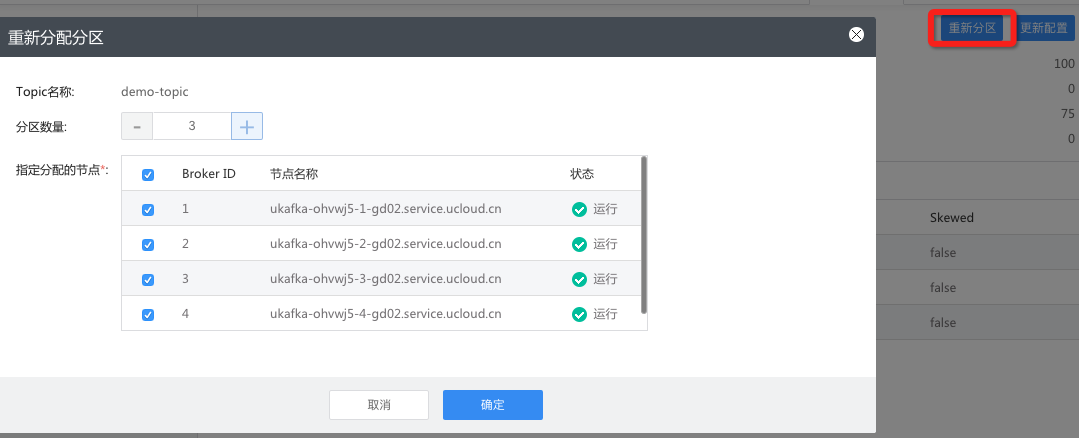 重新分配分区
重新分区 更新配置
100
0
75
0
Topic名称: demo-topic
分区数量: - 3 +
指定分配的节点*:
Broker ID 节点名称 状态
1 ukafka-ohvwj5-1-gd02.service.ucloud.cn 运行
2 ukafka-ohvwj5-2-gd02.service.ucloud.cn 运行
3 ukafka-ohvwj5-3-gd02.service.ucloud.cn 运行
4 ukafka-ohvwj5-4-gd02.service.ucloud.cn 运行
Skewed
false
false
false
取消 确定